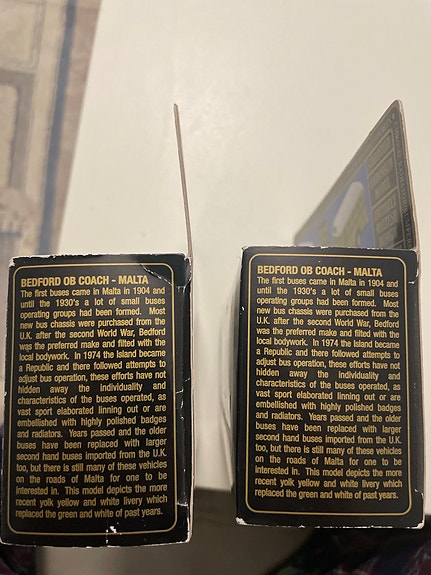 BEDFORD OB COACH - MALTA
The first buses came in Malta in 1904 and
until the 1930's a lot of small buses
operating groups had been formed. Most
new bus chassis were purchased from the
U.K. after the second World War, Bedford
was the preferred make and filted with the
local bodywork. In 1974 the Island became
a Republic and there followed attempts to
adjust bus operation, these efforts have not
hidden away the individuality and
characteristics of the buses operated, as
vast sport elaborated linning out or are
embellished with highly polished badges
and radiators. Years passed and the older
buses have been replaced with larger
second hand buses imported from the U.K.
too, but there is still many of these vehicles
on the roads of Malta for one to be
interested in. This model depicts the more
recent yolk yellow and white livery which
replaced the green and white of past years.
BEDFORD OB COACH - MALTA
The first buses came in Malta in 1904 and
until the 1930's a lot of small buses
operating groups had been formed. Most
new bus chassis were purchased from the
U.K. after the second World War, Bedford
was the preferred make and filted with the
local bodywork. In 1974 the Island became
a Republic and there followed attempts to
adjust bus operation, these efforts have not
hidden away the individuality and
characteristics of the buses operated, as
vast sport elaborated linning out or are
embellished with highly polished badges
and radiators. Years passed and the older
buses have been replaced with larger
second hand buses imported from the U.K.
too, but there is still many of these vehicles
on the roads of Malta for one to be
interested in. This model depicts the more
recent yolk yellow and white livery which
replaced the green and white of past years.